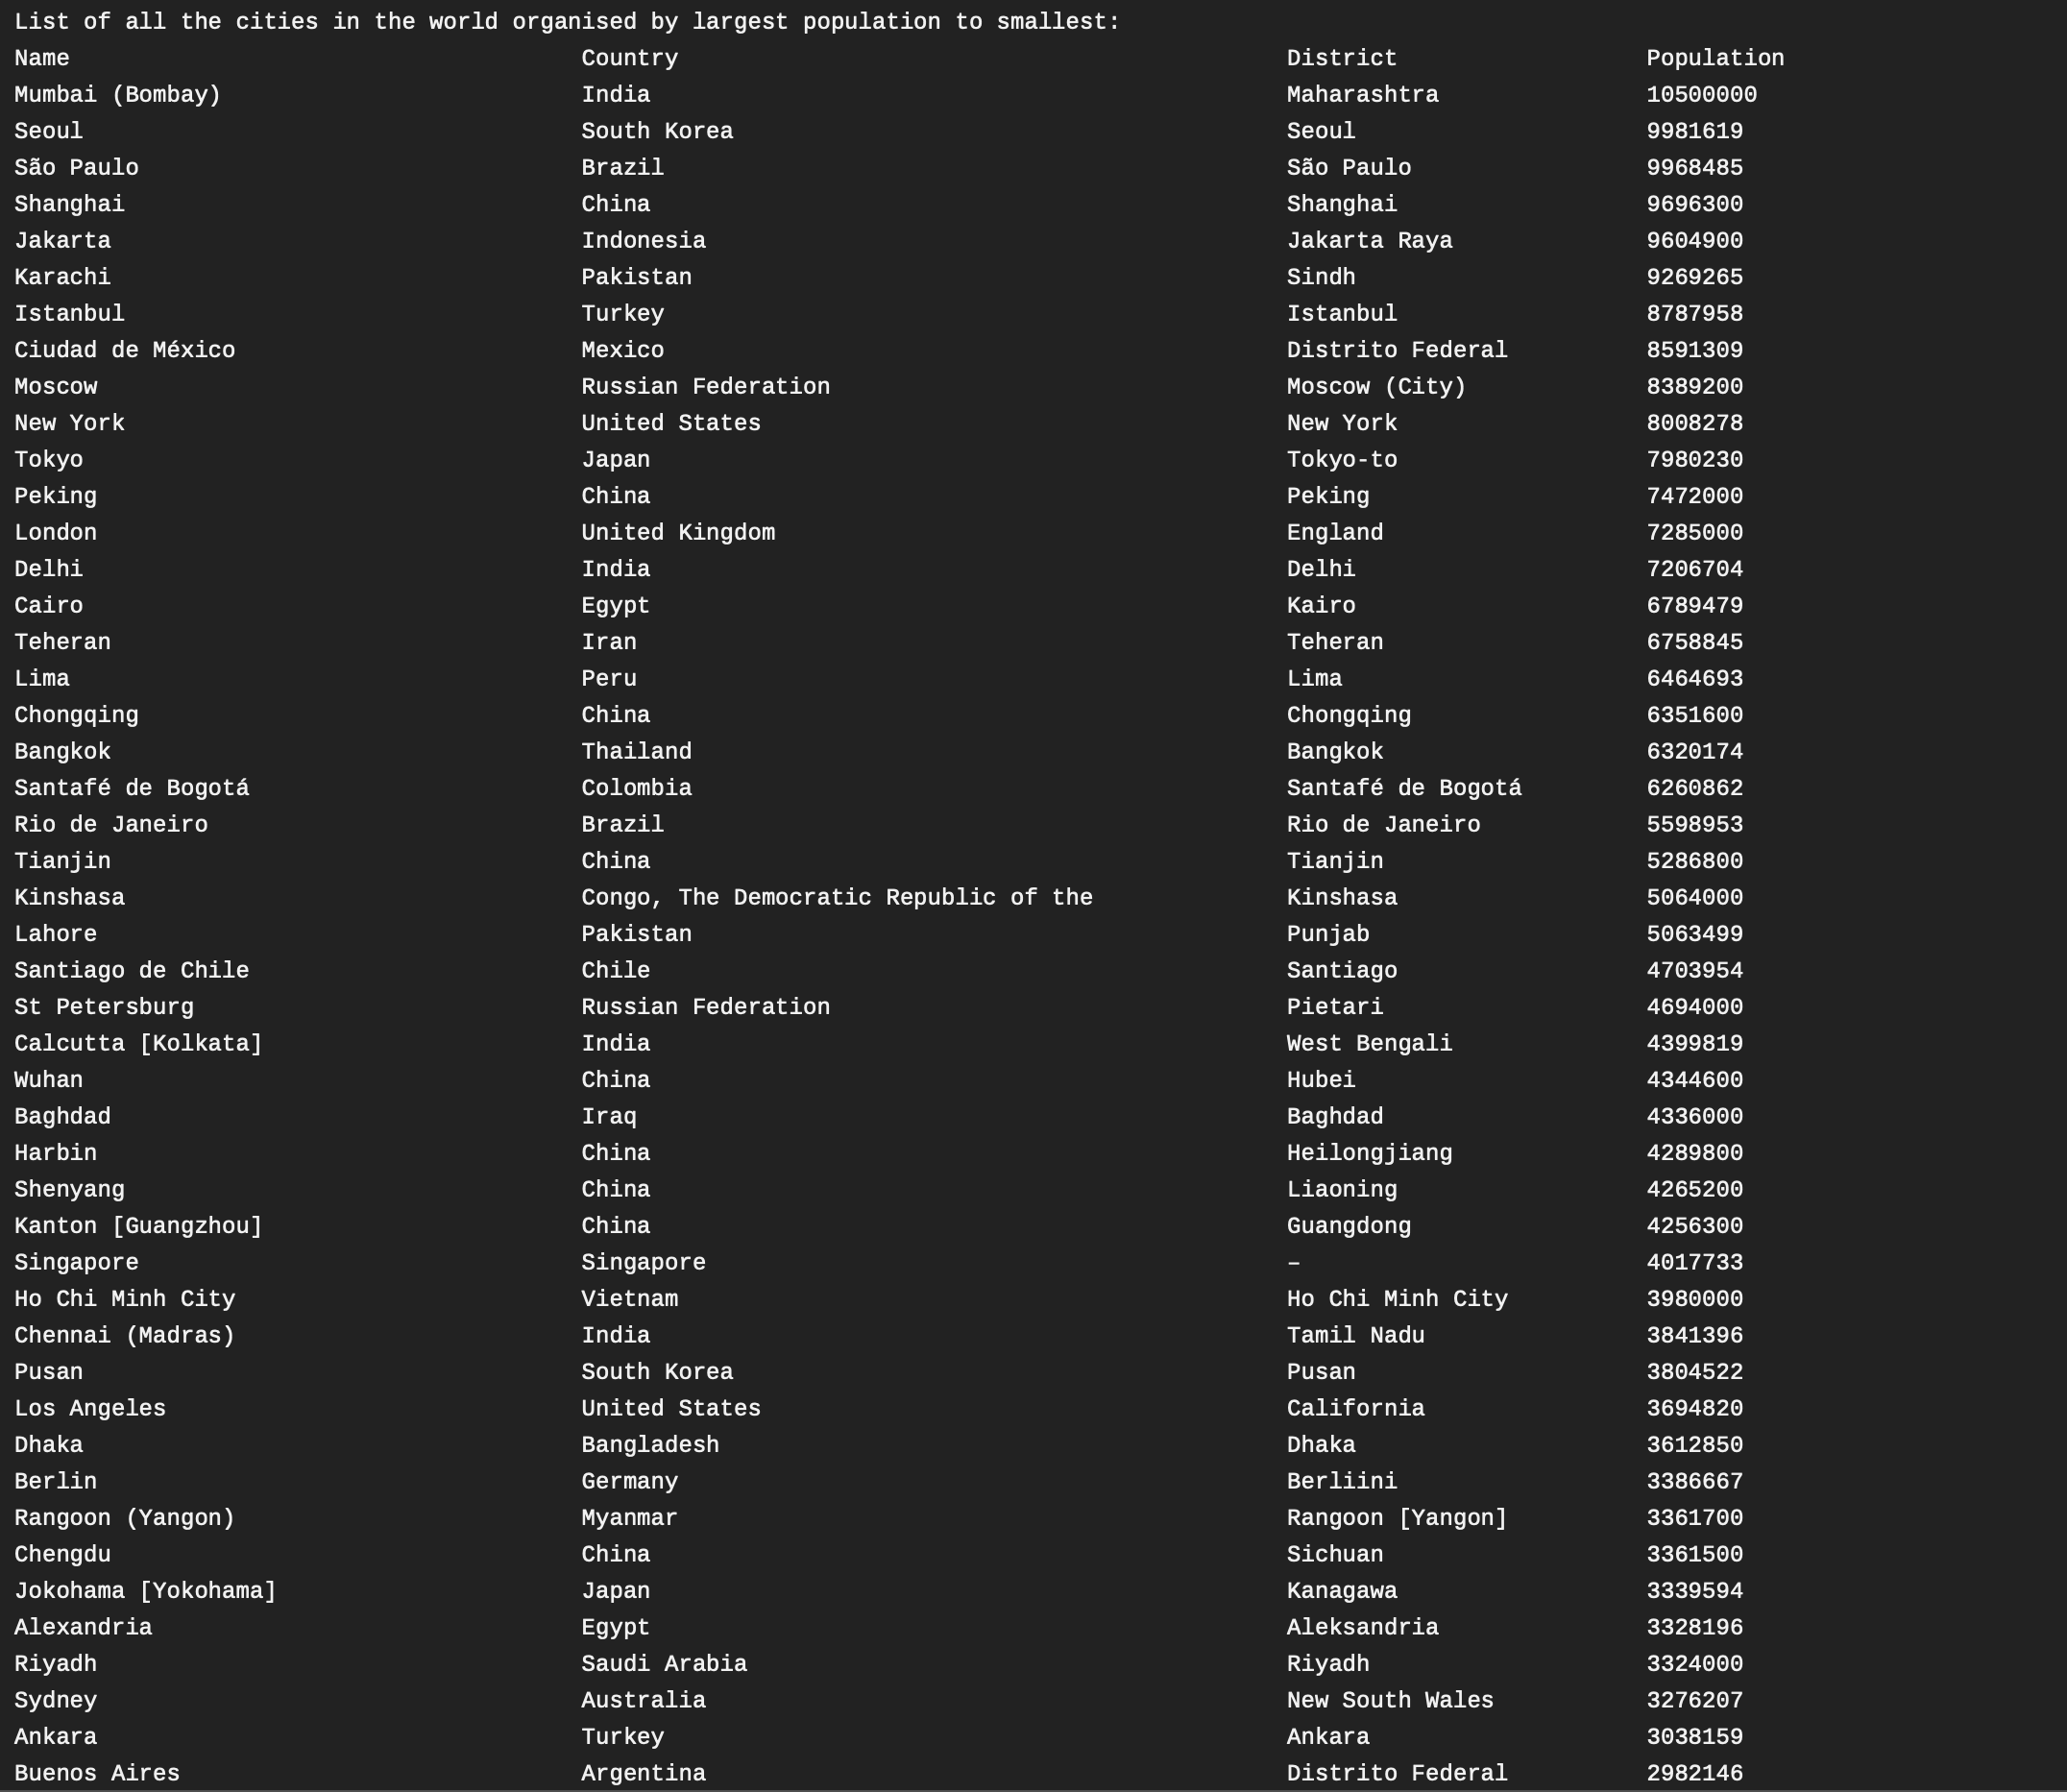 List of all the cities in the world organised by largest population to smallest:
Name Country District Population
Mumbai (Bombay) India Maharashtra 10500000
Seoul South Korea Seoul 9981619
São Paulo Brazil São Paulo 9968485
Shanghai China Shanghai 9696300
Jakarta Indonesia Jakarta Raya 9604900
Karachi Pakistan Sindh 9269265
Istanbul Turkey Istanbul 8787958
Ciudad de México Mexico Distrito Federal 8591309
Moscow Russian Federation Moscow (City) 8389200
New York United States New York 8008278
Tokyo Japan Tokyo-to 7980230
Peking China Peking 7472000
London United Kingdom England 7285000
Delhi India Delhi 7206704
Cairo Egypt Kairo 6789479
Teheran Iran Teheran 6758845
Lima Peru Lima 6464693
Chongqing China Chongqing 6351600
Bangkok Thailand Bangkok 6320174
Santafé de Bogotá Colombia Santafé de Bogotá 6260862
Rio de Janeiro Brazil Rio de Janeiro 5598953
Tianjin China Tianjin 5286800
Kinshasa Congo, The Democratic Republic of the Kinshasa 5064000
Lahore Pakistan Punjab 5063499
Santiago de Chile Chile Santiago 4703954
St Petersburg Russian Federation Pietari 4694000
Calcutta [Kolkata] India West Bengali 4399819
Wuhan China Hubei 4344600
Baghdad Iraq Baghdad 4336000
Harbin China Heilongjiang 4289800
Shenyang China Liaoning 4265200
Kanton [Guangzhou] China Guangdong 4256300
Singapore Singapore – 4017733
Ho Chi Minh City Vietnam Ho Chi Minh City 3980000
Chennai (Madras) India Tamil Nadu 3841396
Pusan South Korea Pusan 3804522
Los Angeles United States California 3694820
Dhaka Bangladesh Dhaka 3612850
Berlin Germany Berliini 3386667
Rangoon (Yangon) Myanmar Rangoon [Yangon] 3361700
Chengdu China Sichuan 3361500
Jokohama [Yokohama] Japan Kanagawa 3339594
Alexandria Egypt Aleksandria 3328196
Riyadh Saudi Arabia Riyadh 3324000
Sydney Australia New South Wales 3276207
Ankara Turkey Ankara 3038159
Buenos Aires Argentina Distrito Federal 2982146